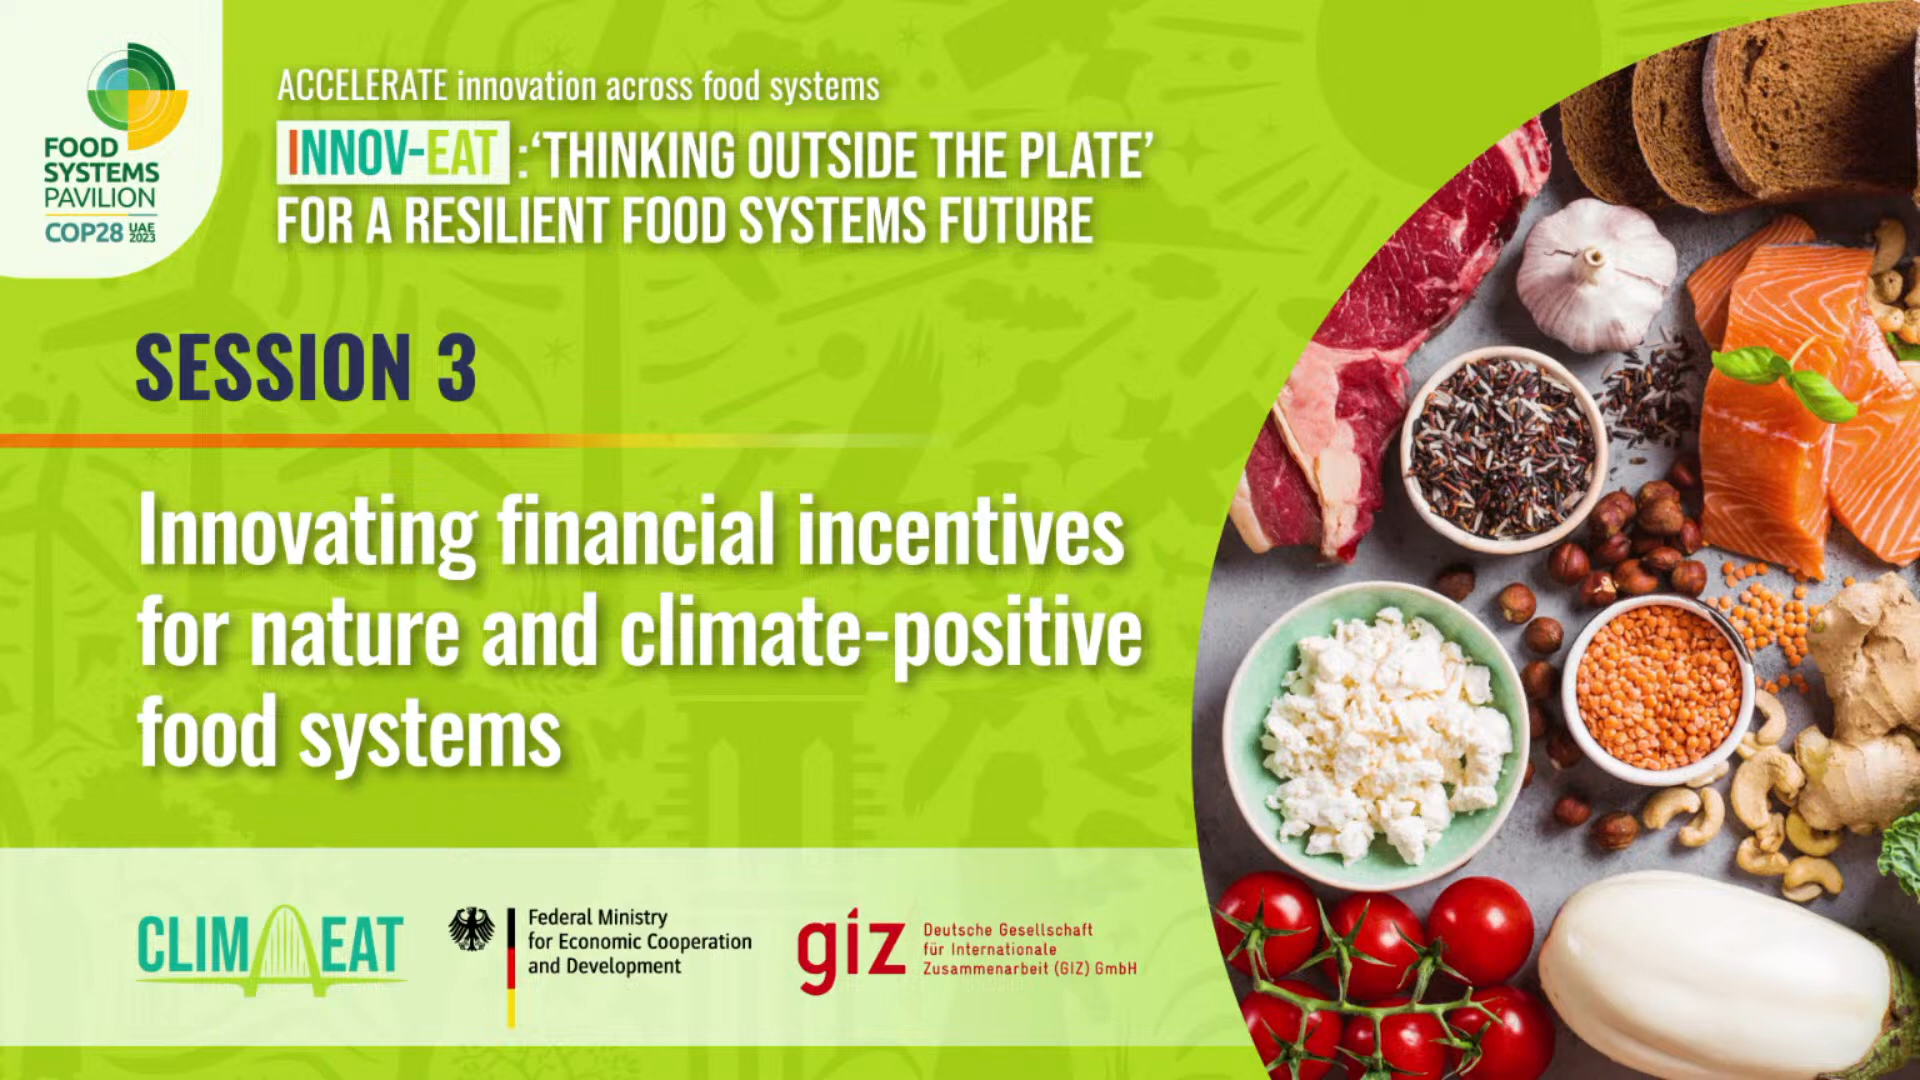 FOOD
SYSTEMS
PAVILION
COP28 UAE 2023
ACCELERATE innovation across food systems
INNOV-EAT :‘THINKING OUTSIDE THE PLATE’
FOR A RESILIENT FOOD SYSTEMS FUTURE
SESSION 3
Innovating financial incentives
for nature and climate-positive
food systems
CLIM EAT
Federal Ministry
for Economic Cooperation
and Development
giz
Deutsche Gesellschaft
für Internationale
Zusammenarbeit (GIZ) GmbH